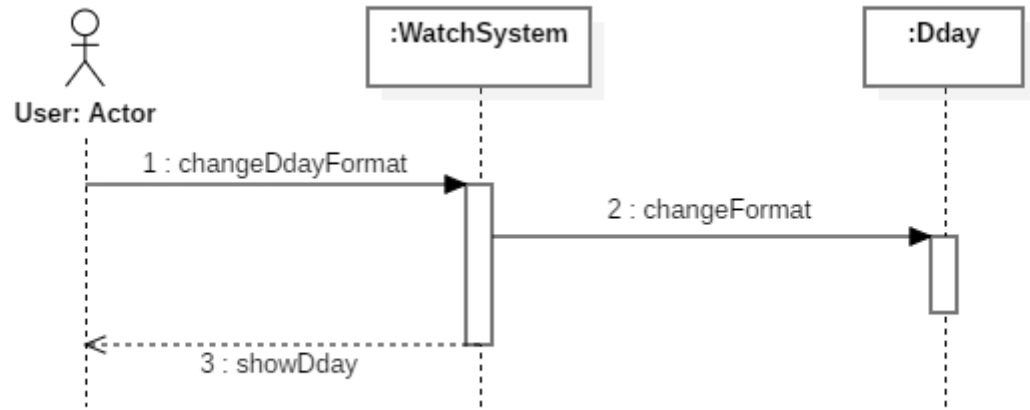 :WatchSystem
:Dday
User: Actor
1 : changeDdayFormat
2 : changeFormat
3 : showDday